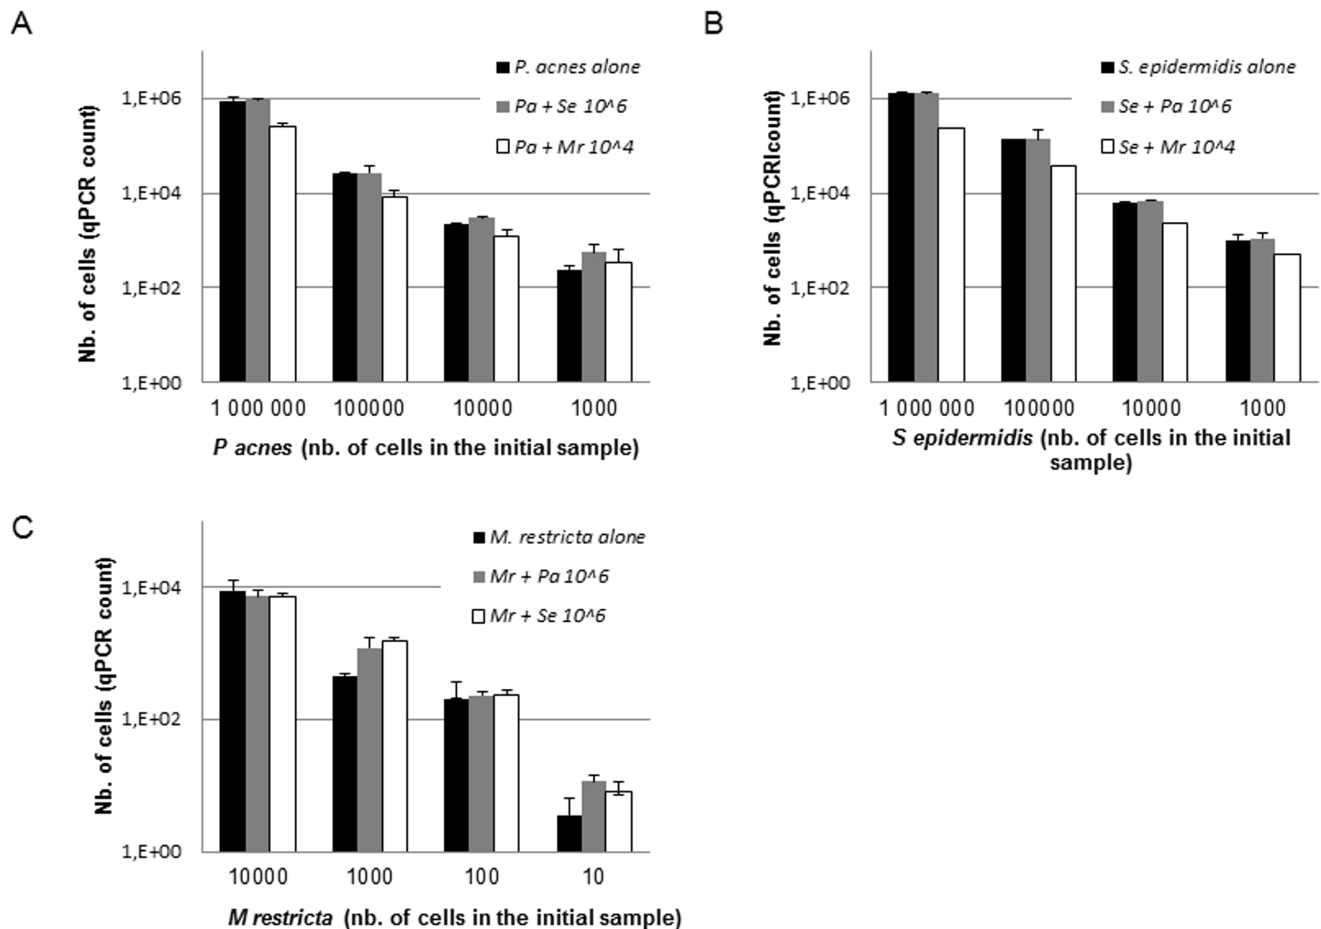 A
Nb. of cells (qPCR count)
1,E+06
1,E+04
1,E+02
1,E+00
P. acnes alone
Pa + Se 10^6
Pa + Mr 10^4
1 000 000 100000 10000 1000
P acnes (nb. of cells in the initial sample)
B
Nb. of cells (qPCRlcount)
1,E+06
1,E+04
1,E+02
1,E+00
S. epidermidis alone
Se + Pa 10^6
Se + Mr 10^4
1 000 000 100000 10000 1000
S epidermidis (nb. of cells in the initial
sample)
C
Nb. of cells (qPCR count)
1,E+04
1,E+02
1,E+00
M. restricta alone
Mr + Pa 10^6
Mr + Se 10^6
10000 1000 100 10
M restricta (nb. of cells in the initial sample)